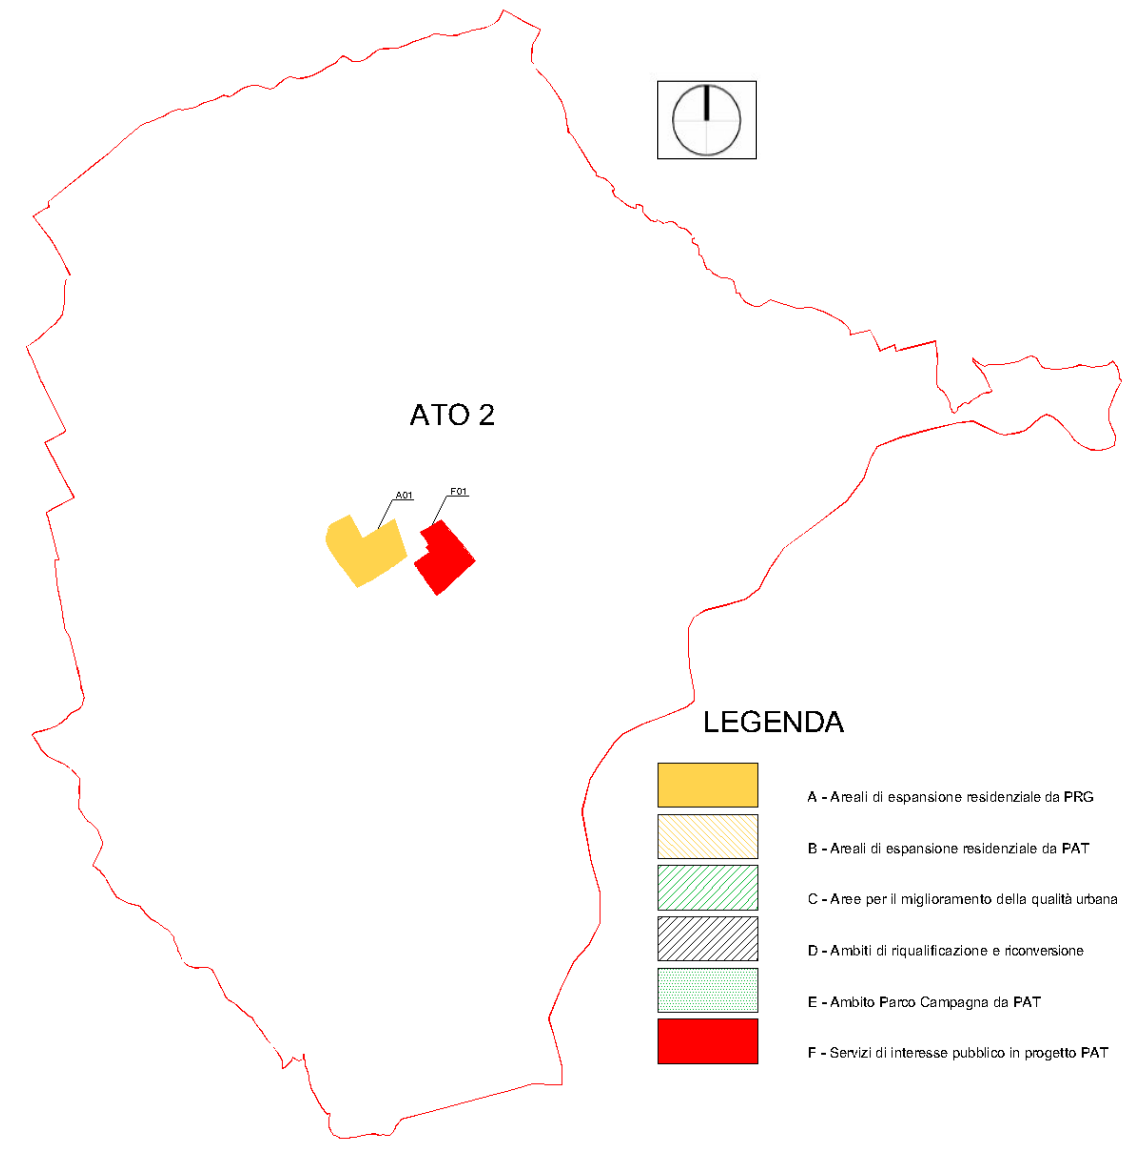 ATO 2
A01
F01
LEGENDA
A - Areali di espansione residenziale da PRG
B - Areali di espansione residenziale da PAT
C - Aree per il miglioramento della qualità urbana
D - Ambiti di riqualificazione e riconversione
E - Ambito Parco Campagna da PAT
F - Servizi di interesse pubblico in progetto PAT